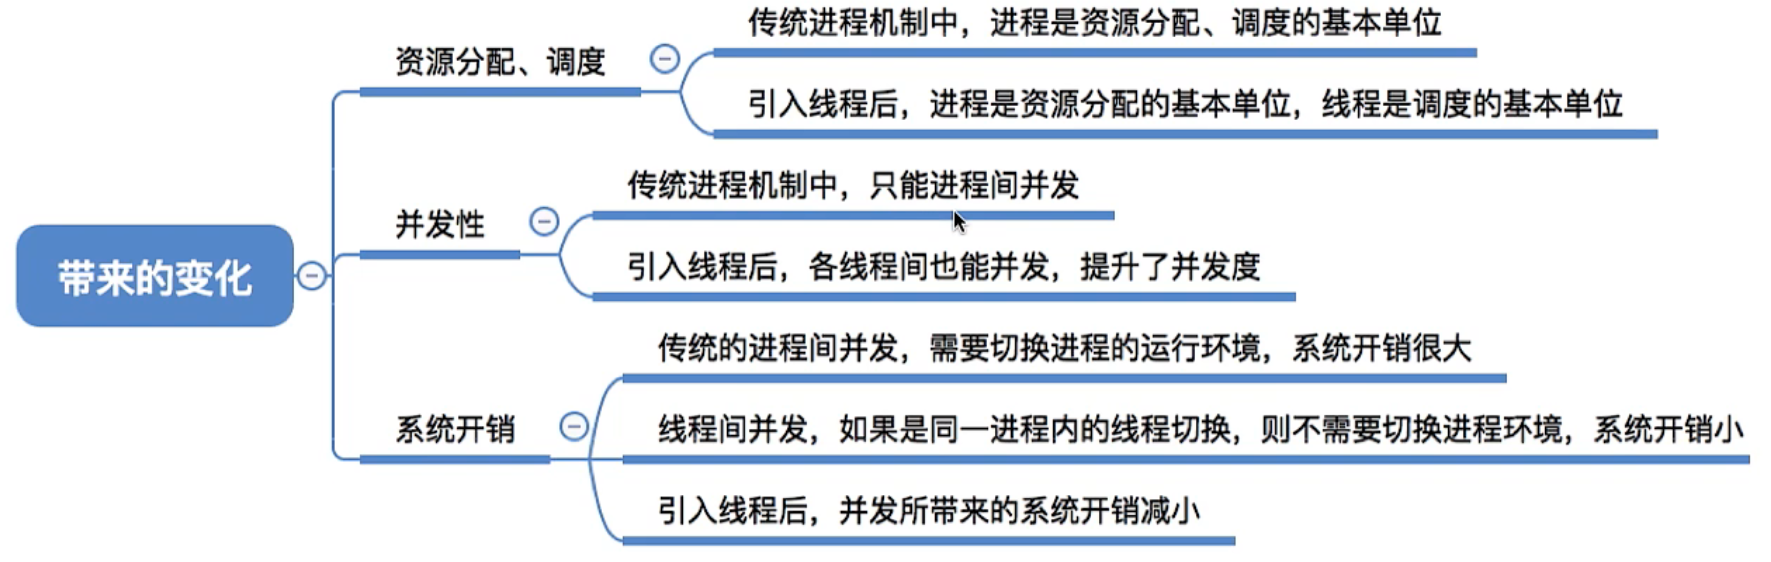 带来的变化
资源分配、调度
传统进程机制中，进程是资源分配、调度的基本单位
引入线程后，进程是资源分配的基本单位，线程是调度的基本单位
并发性
传统进程机制中，只能进程间并发
引入线程后，各线程间也能并发，提升了并发度
系统开销
传统的进程间并发，需要切换进程的运行环境，系统开销很大
线程间并发，如果是同一进程内的线程切换，则不需要切换进程环境，系统开销小
引入线程后，并发所带来的系统开销减小